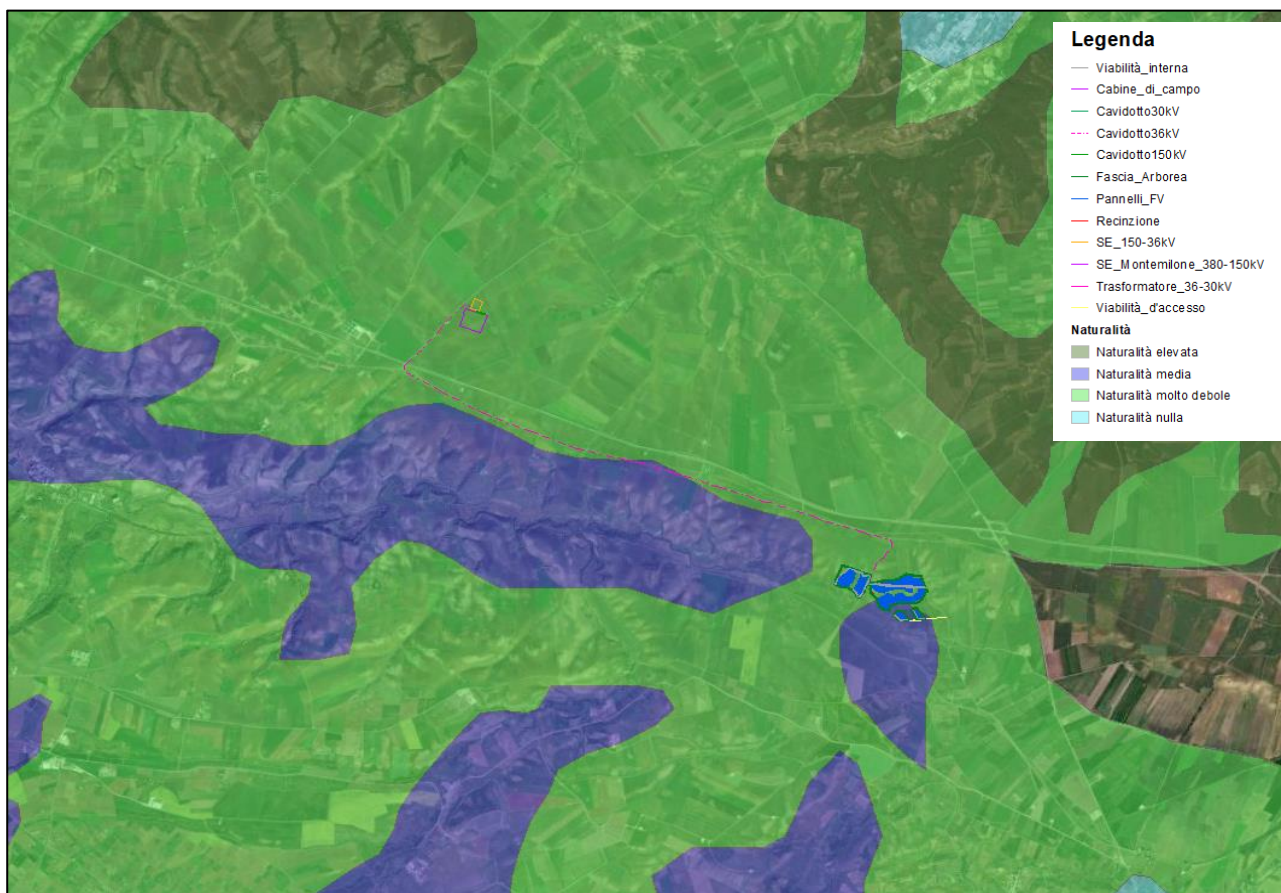 Legenda
Viabilità_interna
Cabine_di_campo
Cavidotto30kV
Cavidotto36kV
Cavidotto150kV
Fascia_Arborea
Pannelli_FV
Recinzione
SE_150-36kV
SE_Montemilone_380-150kV
Trasformatore_36-30kV
Viabilità_d'accesso
Naturalità
Naturalità elevata
Naturalità media
Naturalità molto debole
Naturalità nulla